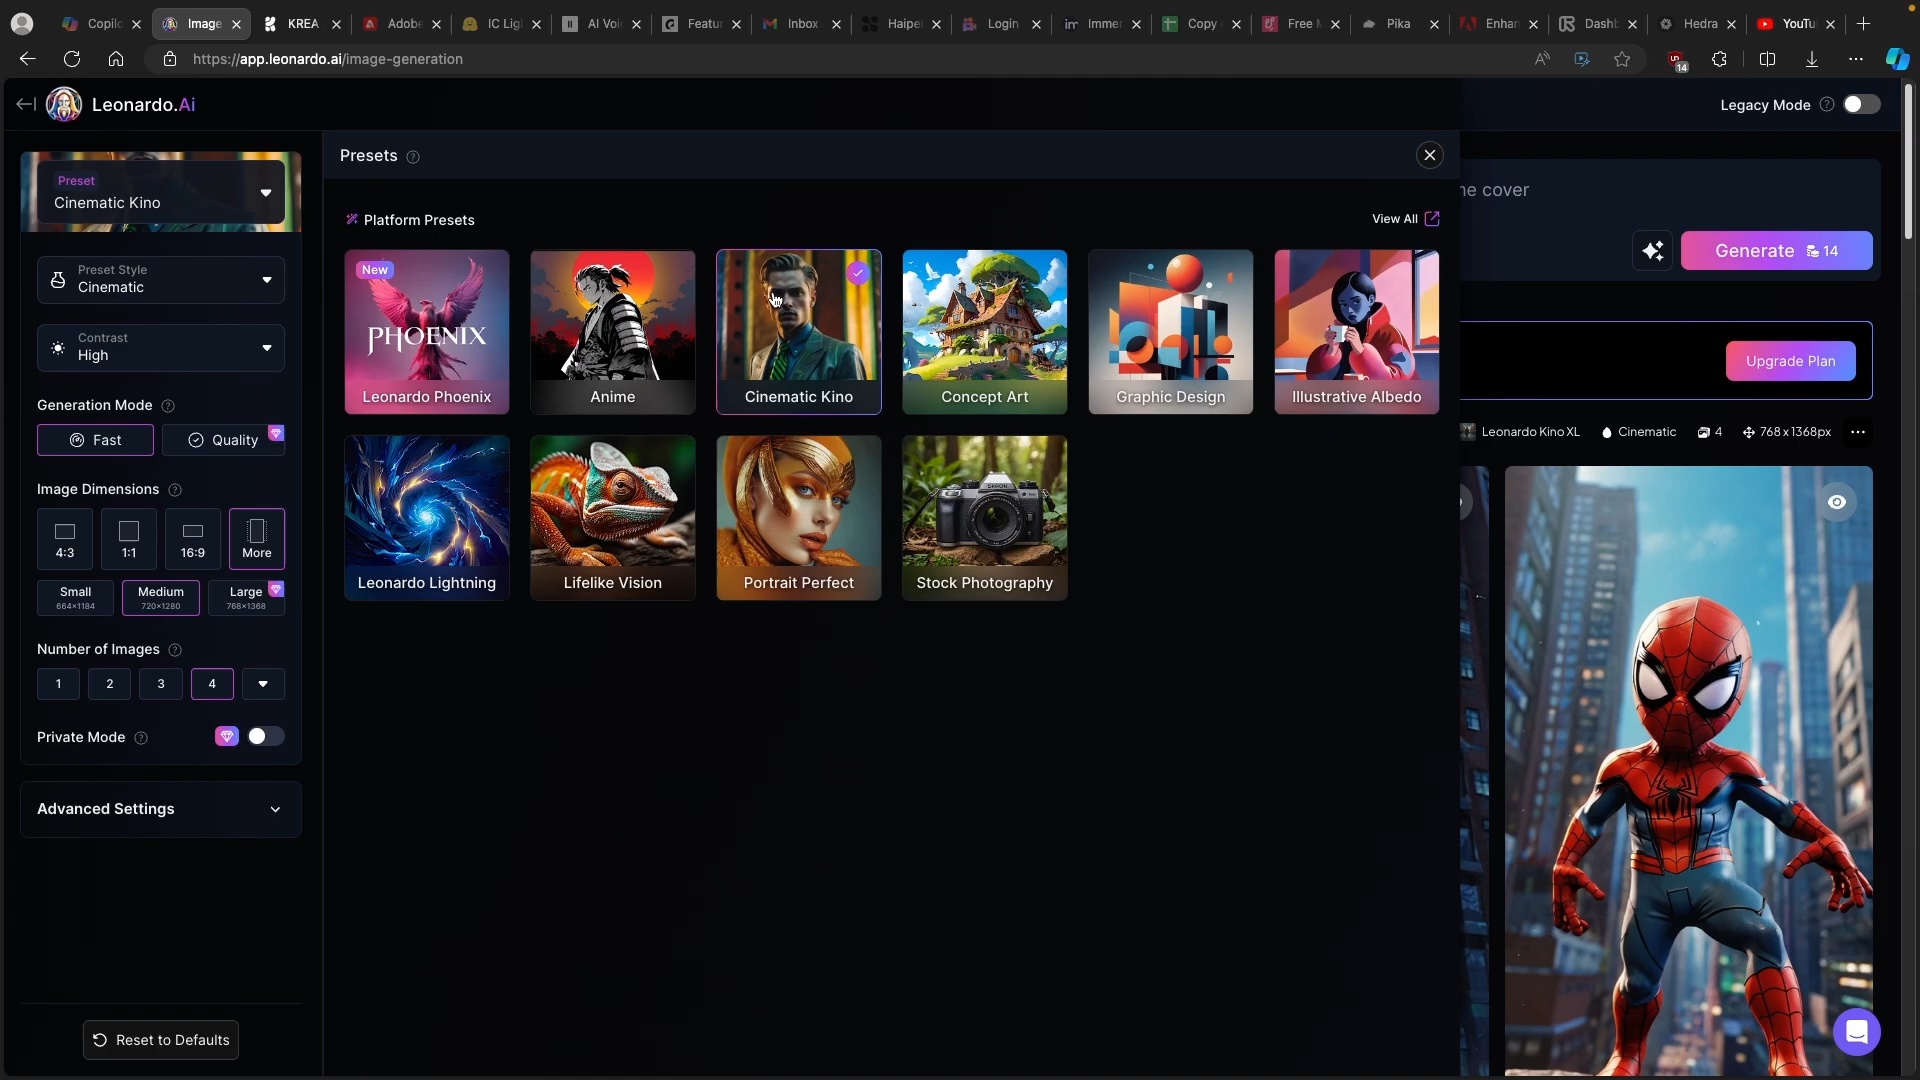 Copil
Image
KREA
Adobe
IC Lig
AI Voi
Featu
Inbox
Haiper
Login
Immer
Copy
Free
Pika
Enhan
Dash
Hedra
YouTu
https://app.leonardo.ai/image-generation
14
Leonardo.Ai
Legacy Mode
Preset
Cinematic Kino
Preset Style
Cinematic
Contrast
High
Generation Mode
Fast
Quality
Image Dimensions
4:3
1:1
16:9
More
Small
664×1184
Medium
720×1280
Large
768×1368
Number of Images
1
2
3
4
Private Mode
Advanced Settings
Reset to Defaults
Presets
Platform Presets
View All
New
PHOENIX
Leonardo Phoenix
Anime
Cinematic Kino
Concept Art
Graphic Design
Illustrative Albedo
Leonardo Lightning
Lifelike Vision
Portrait Perfect
Stock Photography
ne cover
Generate 14
Upgrade Plan
Leonardo Kino XL
Cinematic
4
768 x 1368px